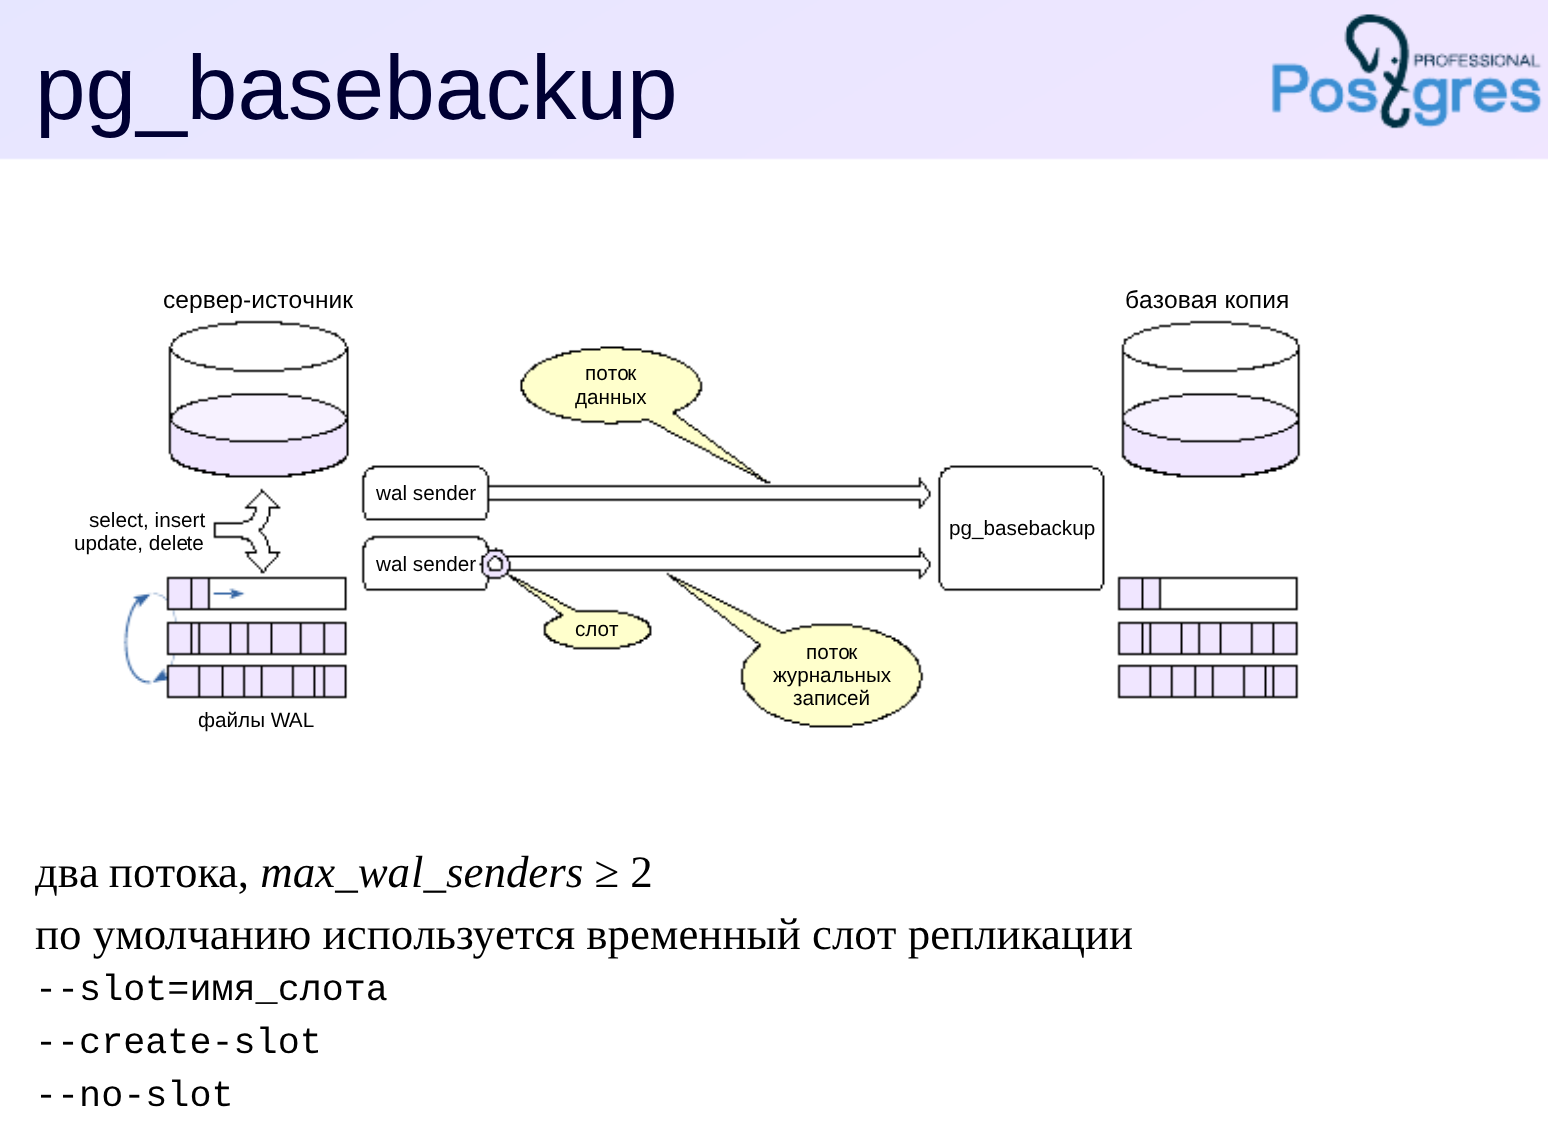 pg_basebackup
PROFESSIONAL
Postgres
сервер-источник
базовая копия
поток
данных
wal sender
select, insert
update, delete
pg_basebackup
wal sender
слот
поток
журнальных
записей
файлы WAL
два потока, max_wal_senders ≥ 2
по умолчанию используется временный слот репликации
--slot=имя_слота
--create-slot
--no-slot